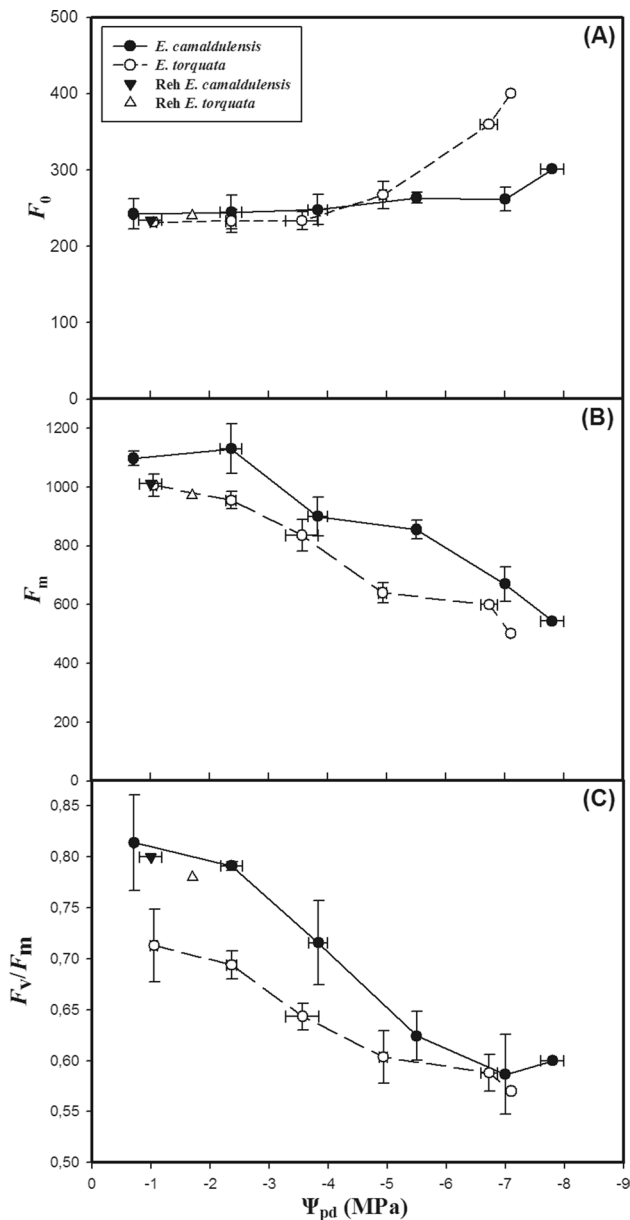 500
(A)
E. camaldulensis
E. torquata
Reh E. camaldulensis
Reh E. torquata
400
300
F0
200
100
0
(B)
1200
1000
800
Fm
600
400
200
0
(C)
0,85
0,80
0,75
0,70
Fv/Fm
0,65
0,60
0,55
0,50
0 -1 -2 -3 -4 -5 -6 -7 -8 -9
Ψpd (MPa)